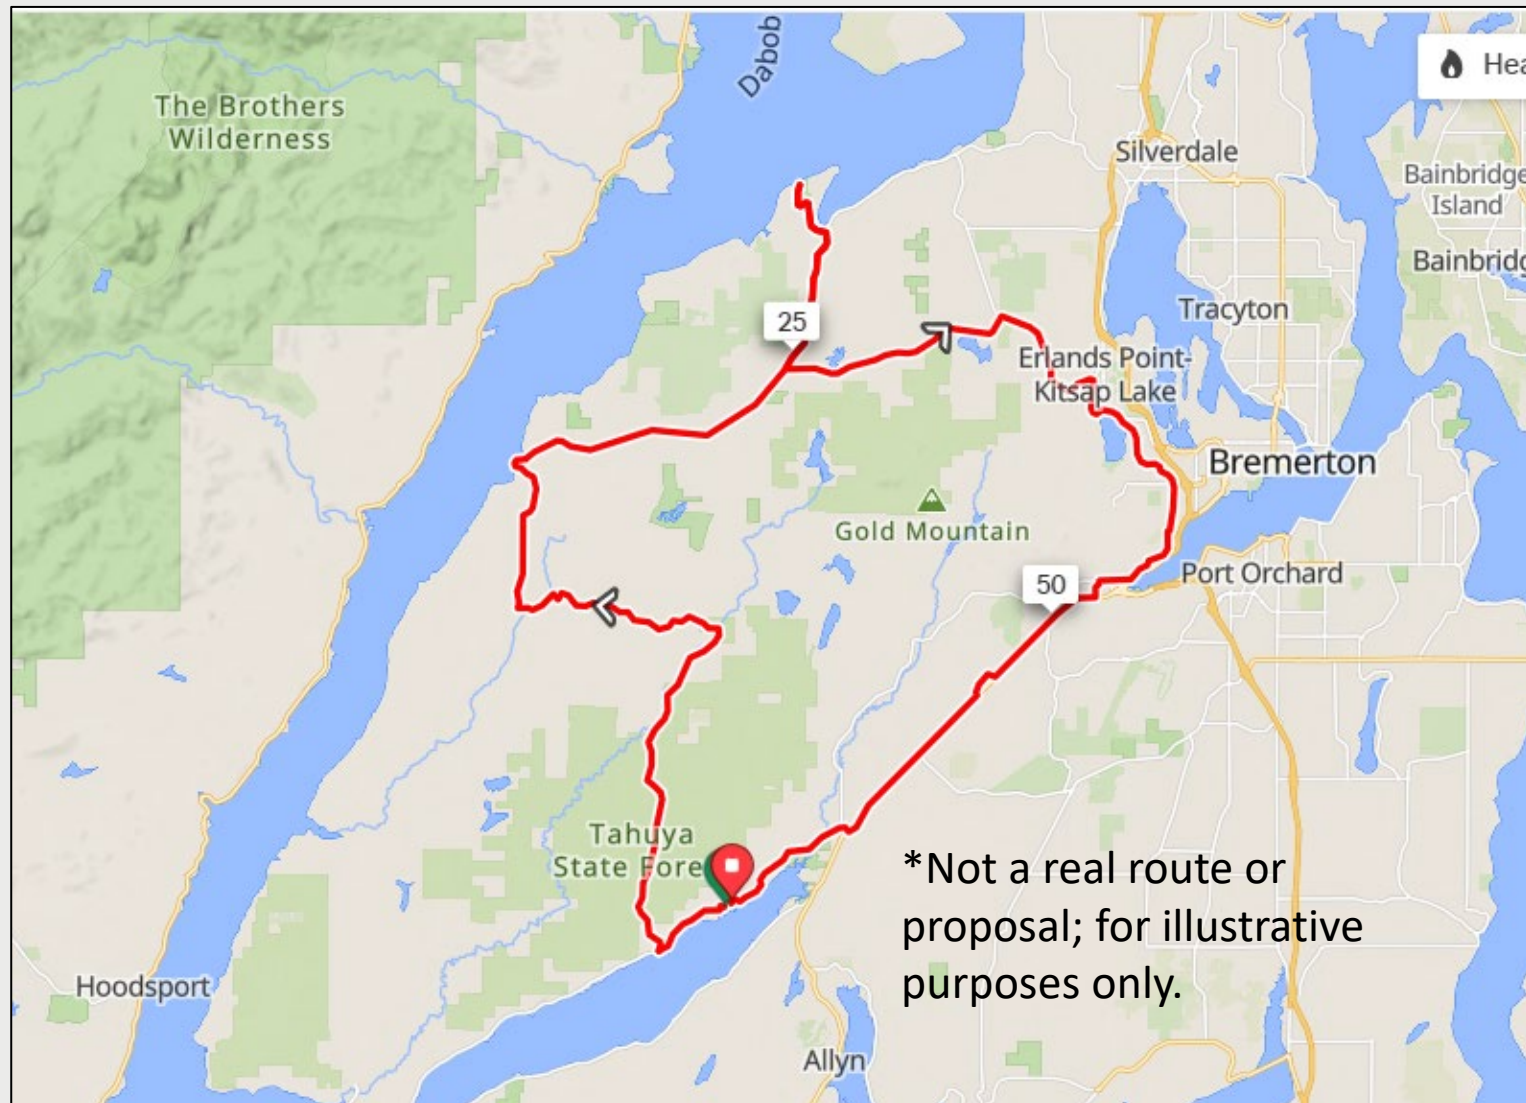 Dabob
Hea
The Brothers
Wilderness
Silverdale
Bainbridge
Island
Bainbridg
25
Tracyton
Erlands Point-
Kitsap Lake
Bremerton
Gold Mountain
50
Port Orchard
Tahuya
State Fore
*Not a real route or
proposal; for illustrative
purposes only.
Hoodsport
Allyn